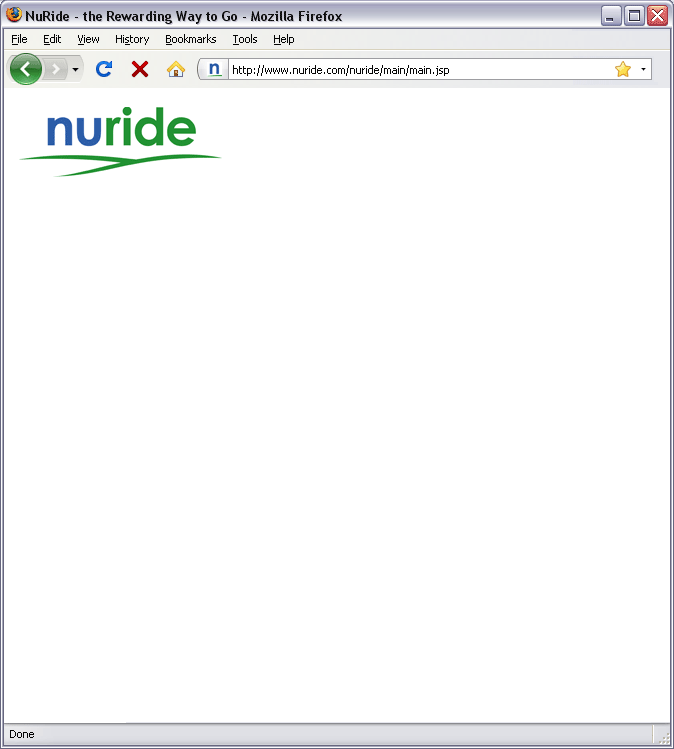 NuRide - the Rewarding Way to Go - Mozilla Firefox
File Edit View History Bookmarks Tools Help
n http://www.nuride.com/nuride/main/main.jsp
nuride
Done